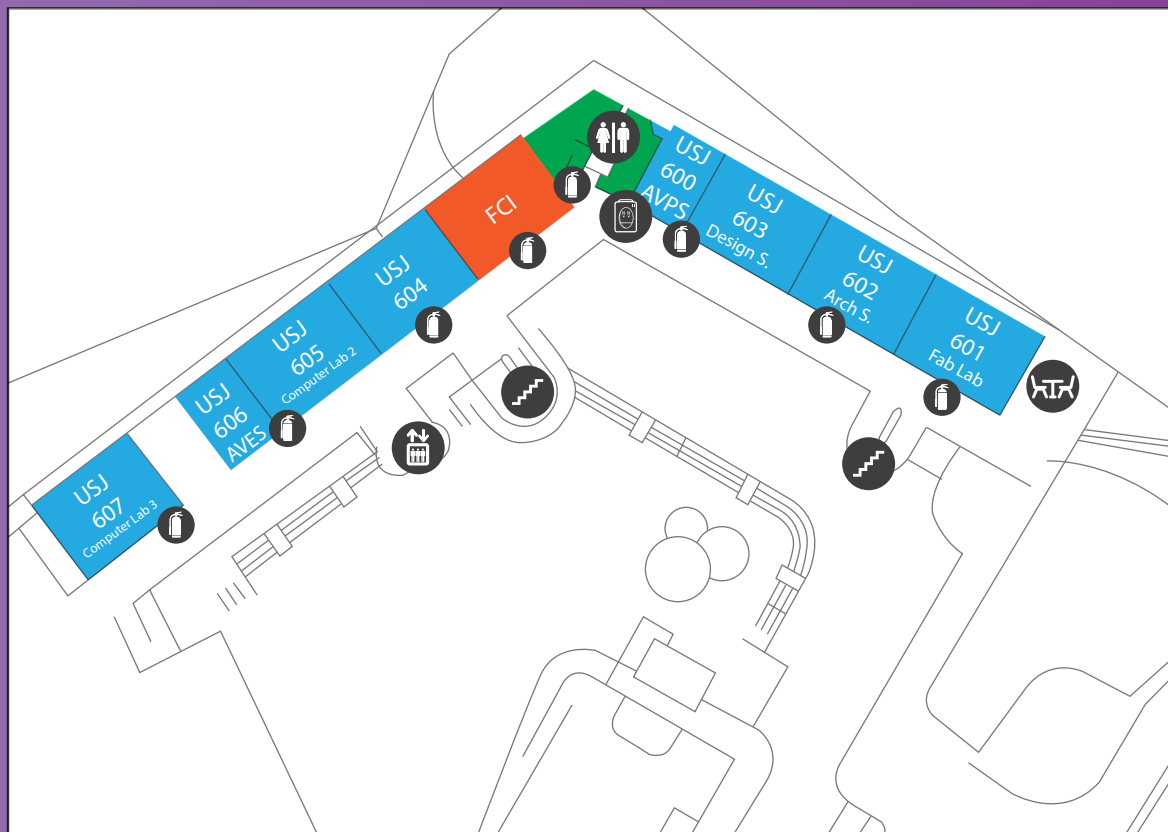 FCI
USJ
600
AVPS
USJ
603
Design S.
USJ
602
Arch S.
USJ
601
Fab Lab
USJ
604
USJ
605
Computer Lab 2
USJ
606
AVES
USJ
607
Computer Lab 3